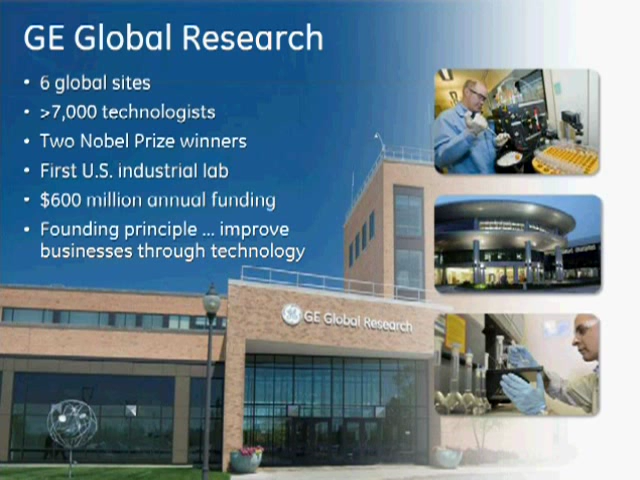 GE Global Research
• 6 global sites
• >7,000 technologists
• Two Nobel Prize winners
• First U.S. industrial lab
• $600 million annual funding
• Founding principle ... improve
businesses through technology
GE Global Research